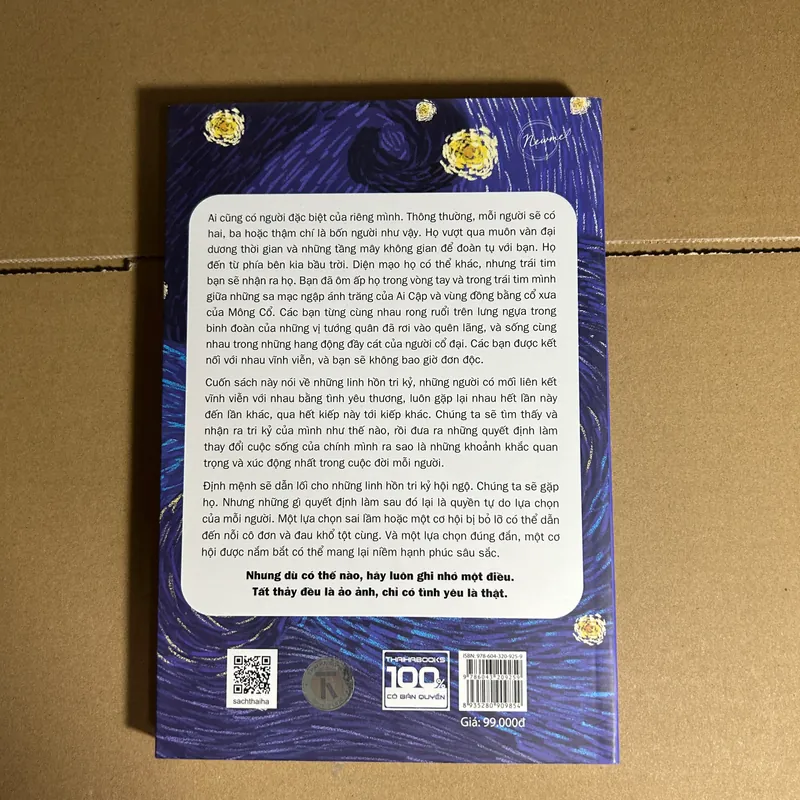 Newme!
Ai cũng có người đặc biệt của riêng mình. Thông thường, mỗi người sẽ có
hai, ba hoặc thậm chí là bốn người như vậy. Họ vượt qua muôn vàn đại
dương thời gian và những tầng mây không gian để đoàn tụ với bạn. Họ
đến từ phía bên kia bầu trời. Diện mạo họ có thể khác, nhưng trái tim
bạn sẽ nhận ra họ. Bạn đã ôm ấp họ trong vòng tay và trong trái tim mình
giữa những sa mạc ngập ánh trăng của Ai Cập và vùng đồng bằng cổ xưa
của Mông Cổ. Các bạn từng cùng nhau rong ruổi trên lưng ngựa trong
binh đoàn của những vị tướng quân đã rơi vào quên lãng, và sống cùng
nhau trong những hang động đầy cát của người cổ đại. Các bạn được kết
nối với nhau vĩnh viễn, và bạn sẽ không bao giờ đơn độc.
Cuốn sách này nói về những linh hồn tri kỷ, những người có mối liên kết
vĩnh viễn với nhau bằng tình yêu thương, luôn gặp lại nhau hết lần này
đến lần khác, qua hết kiếp này tới kiếp khác. Chúng ta sẽ tìm thấy và
nhận ra tri kỷ của mình như thế nào, rồi đưa ra những quyết định làm
thay đổi cuộc sống của chính mình ra sao là những khoảnh khắc quan
trọng và xúc động nhất trong cuộc đời mỗi người.
Định mệnh sẽ dẫn lối cho những linh hồn tri kỷ hội ngộ. Chúng ta sẽ gặp
họ. Nhưng những gì quyết định làm sau đó lại là quyền tự do lựa chọn
của mỗi người. Một lựa chọn sai lầm hoặc một cơ hội bị bỏ lỡ có thể dẫn
đến nỗi cô đơn và đau khổ tột cùng. Và một lựa chọn đúng đắn, một cơ
hội được nắm bắt có thể mang lại niềm hạnh phúc sâu sắc.
Nhưng dù có thế nào, hãy luôn ghi nhớ một điều.
Tất thảy đều là ảo ảnh, chỉ có tình yêu là thật.
sachthaiha
THAIHABOOKS
100%
CÓ BẢN QUYỀN
ISBN: 978-604-320-925-9
9 786043 209259
8 935280 909854
Giá: 99.000đ